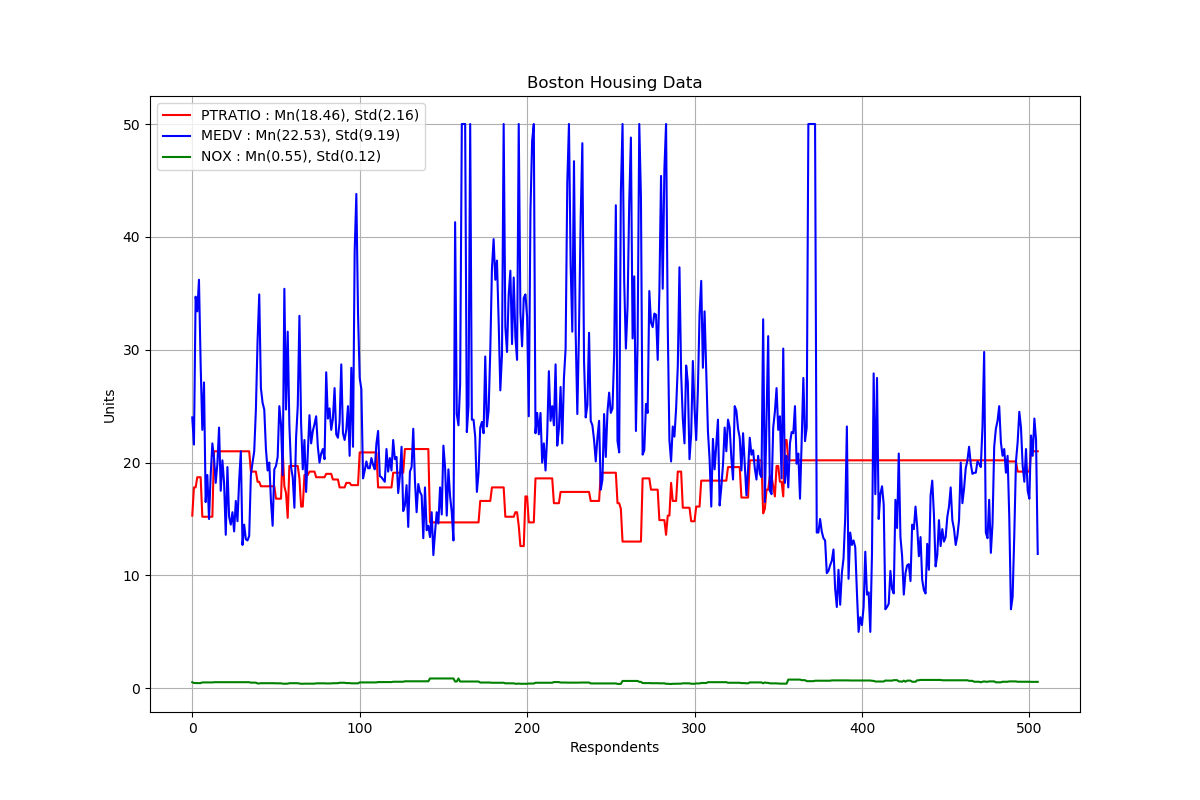 Boston Housing Data
PTRATIO : Mn(18.46), Std(2.16)
MEDV : Mn(22.53), Std(9.19)
NOX : Mn(0.55), Std(0.12)
50
40
30
20
10
0
Units
0 100 200 300 400 500
Respondents